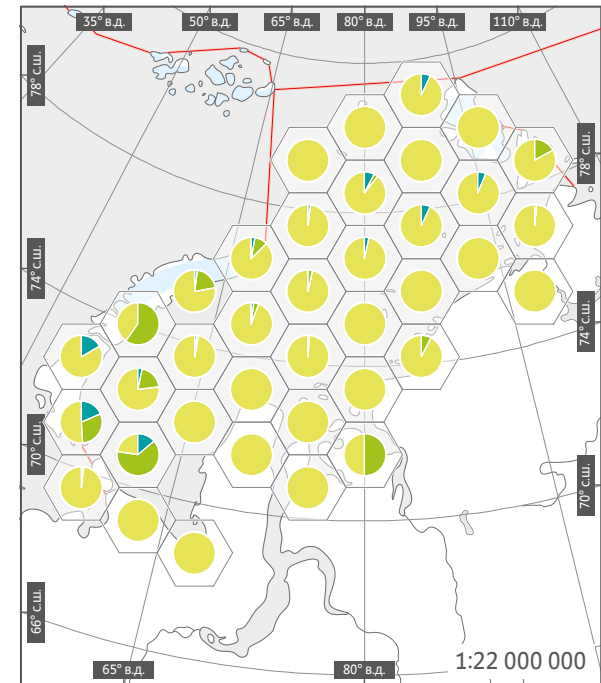 35° в.д. 50° в.д. 65° в.д. 80° в.д. 95° в.д. 110° в.д.
78° с.ш.
78° с.ш.
74° с.ш.
74° с.ш.
70° с.ш.
70° с.ш.
66° с.ш.
1:22 000 000
65° в.д. 80° в.д.